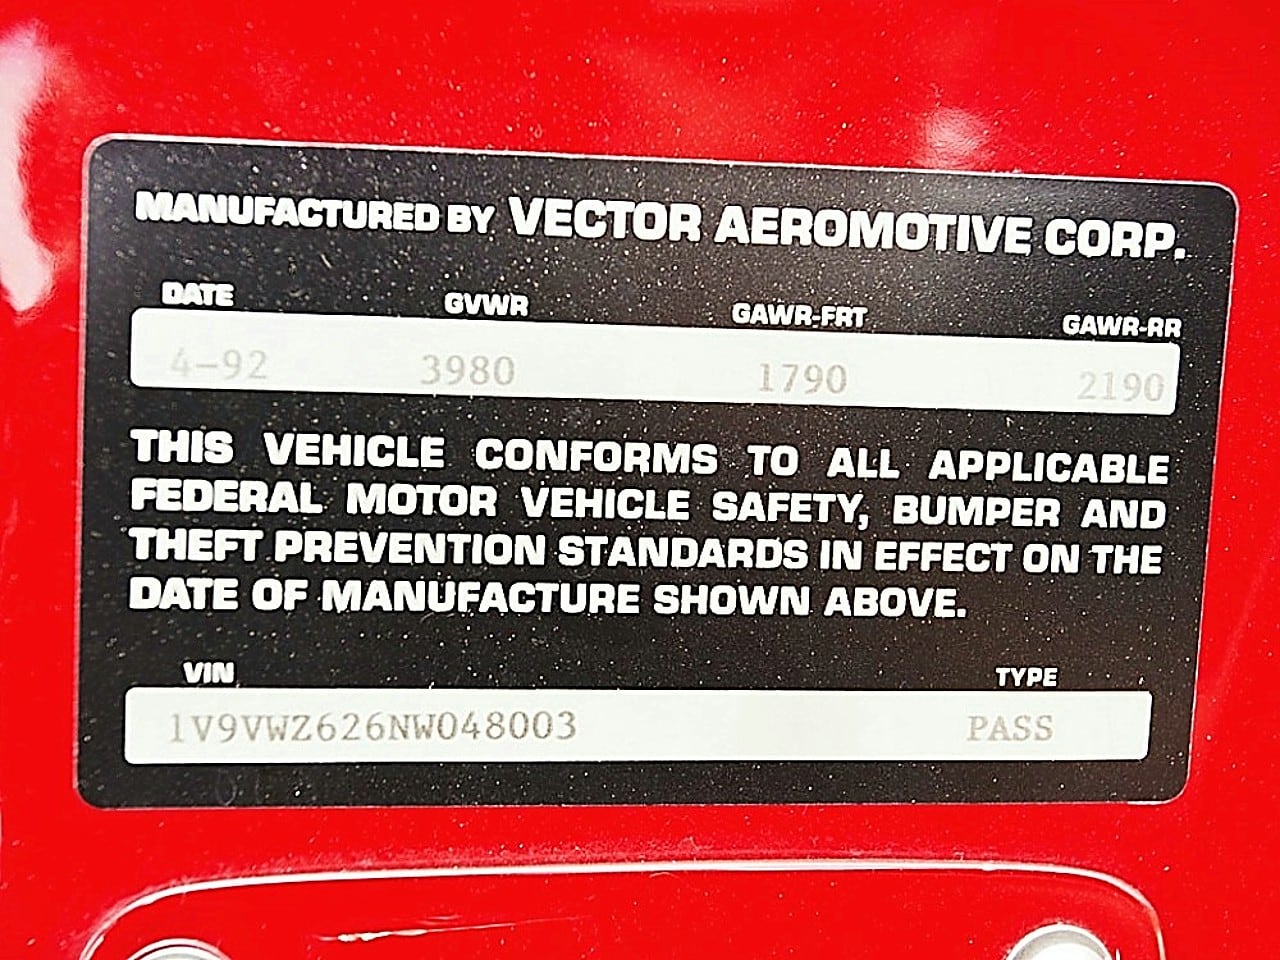 MANUFACTURED BY VECTOR AEROMOTIVE CORP.
DATE GVWR GAWR-FRT GAWR-RR
4-92 3980 1790 2190
THIS VEHICLE CONFORMS TO ALL APPLICABLE
FEDERAL MOTOR VEHICLE SAFETY, BUMPER AND
THEFT PREVENTION STANDARDS IN EFFECT ON THE
DATE OF MANUFACTURE SHOWN ABOVE.
VIN TYPE
1V9VWZ626NW048003 PASS